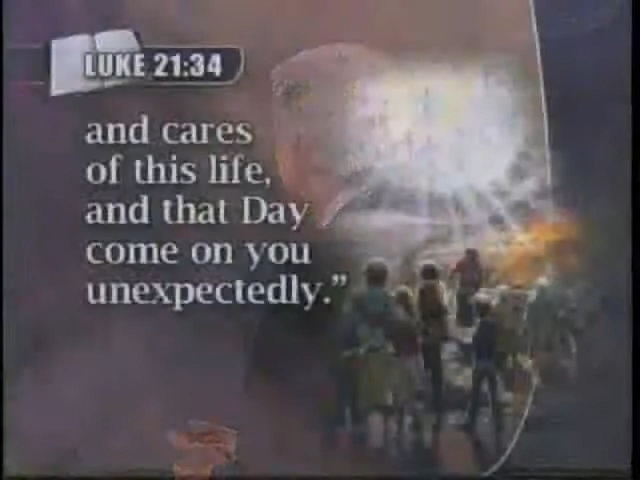 LUKE 21:34
and cares
of this life,
and that Day
come on you
unexpectedly.”